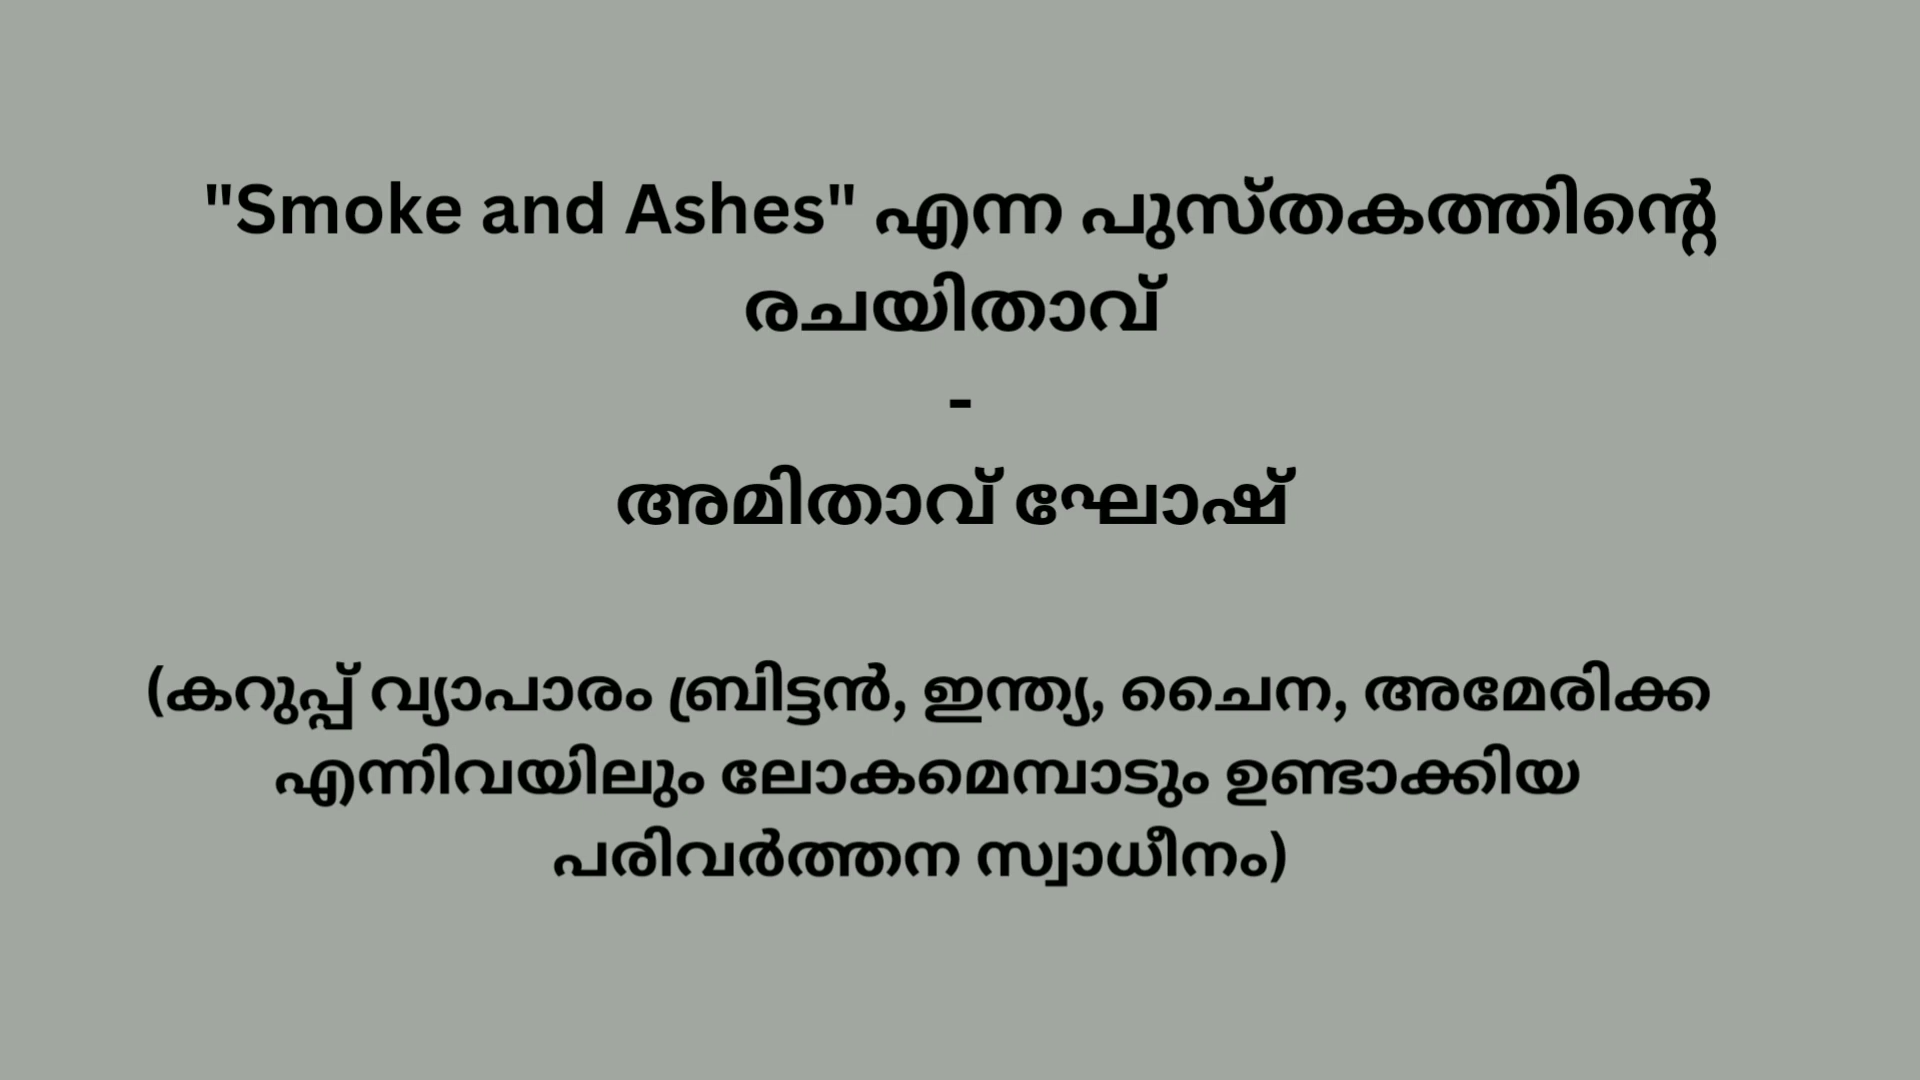 "Smoke and Ashes" എന്ന പുസ്തകത്തിന്റെ
രചയിതാവ്
-
അമിതാവ് ഘോഷ്
(കറുപ്പ് വ്യാപാരം ബ്രിട്ടൻ, ഇന്ത്യ, ചൈന, അമേരിക്ക
എന്നിവയിലും ലോകമെമ്പാടും ഉണ്ടാക്കിയ
പരിവർത്തന സ്വാധീനം)